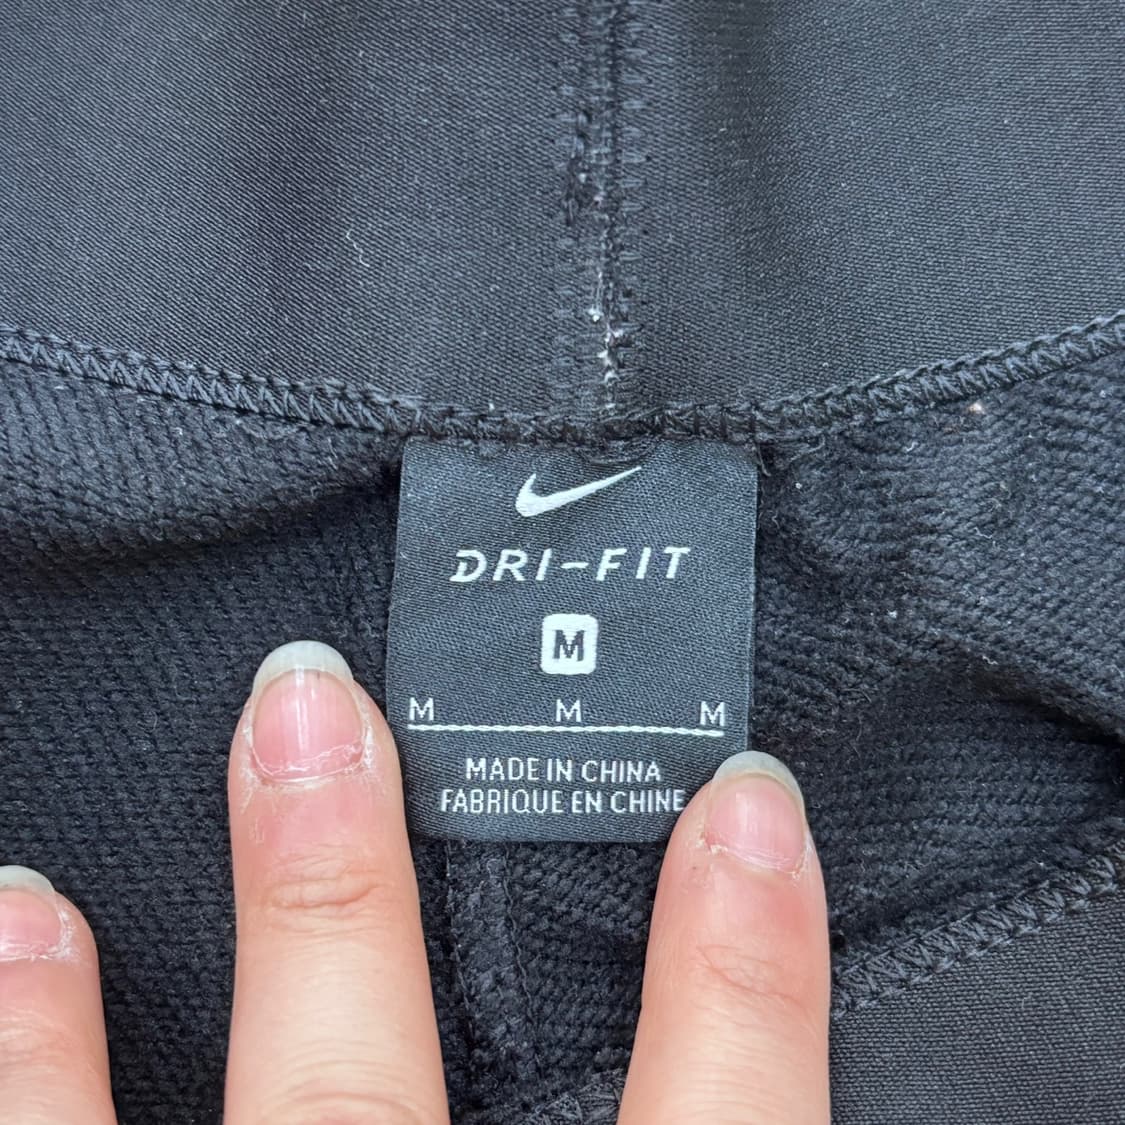 DRI-FIT
M
M M M
MADE IN CHINA
FABRIQUE EN CHINE